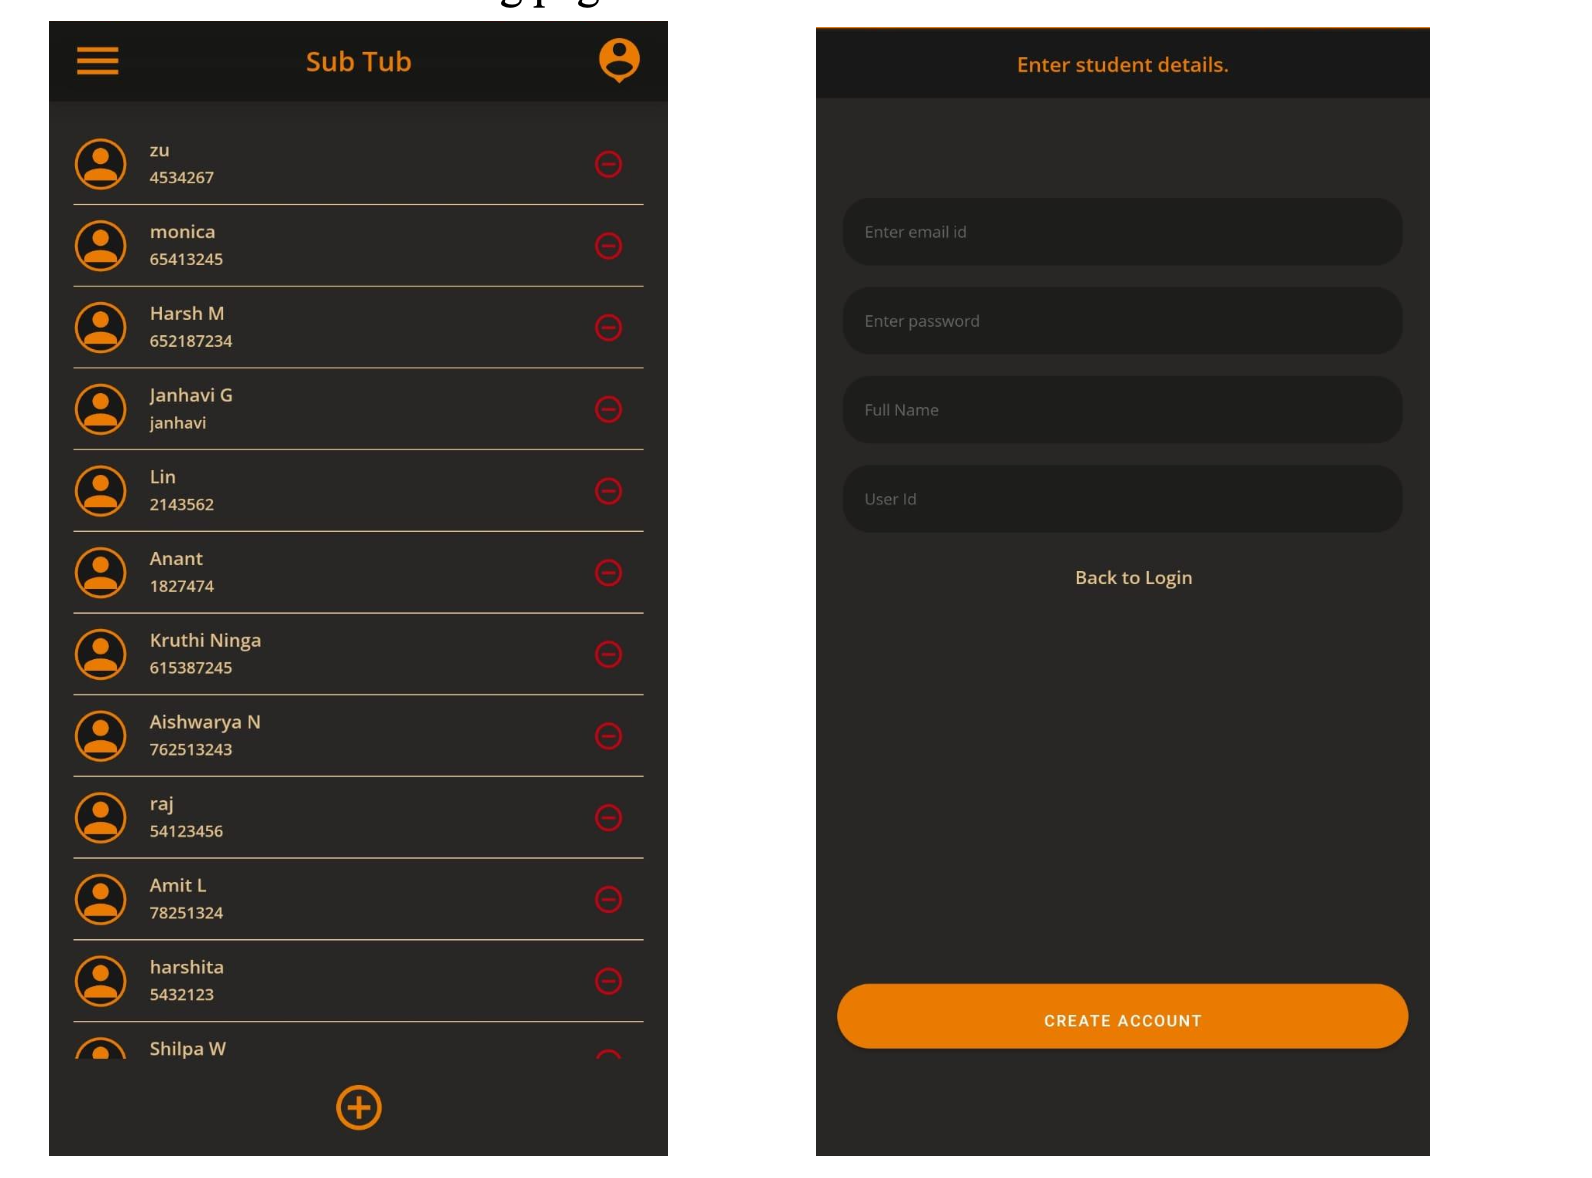 Sub Tub
zu
4534267
monica
65413245
Harsh M
652187234
Janhavi G
janhavi
Lin
2143562
Anant
1827474
Kruthi Ninga
615387245
Aishwarya N
762513243
raj
54123456
Amit L
78251324
harshita
5432123
Shilpa W
Enter student details.
Enter email id
Enter password
Full Name
User Id
Back to Login
CREATE ACCOUNT